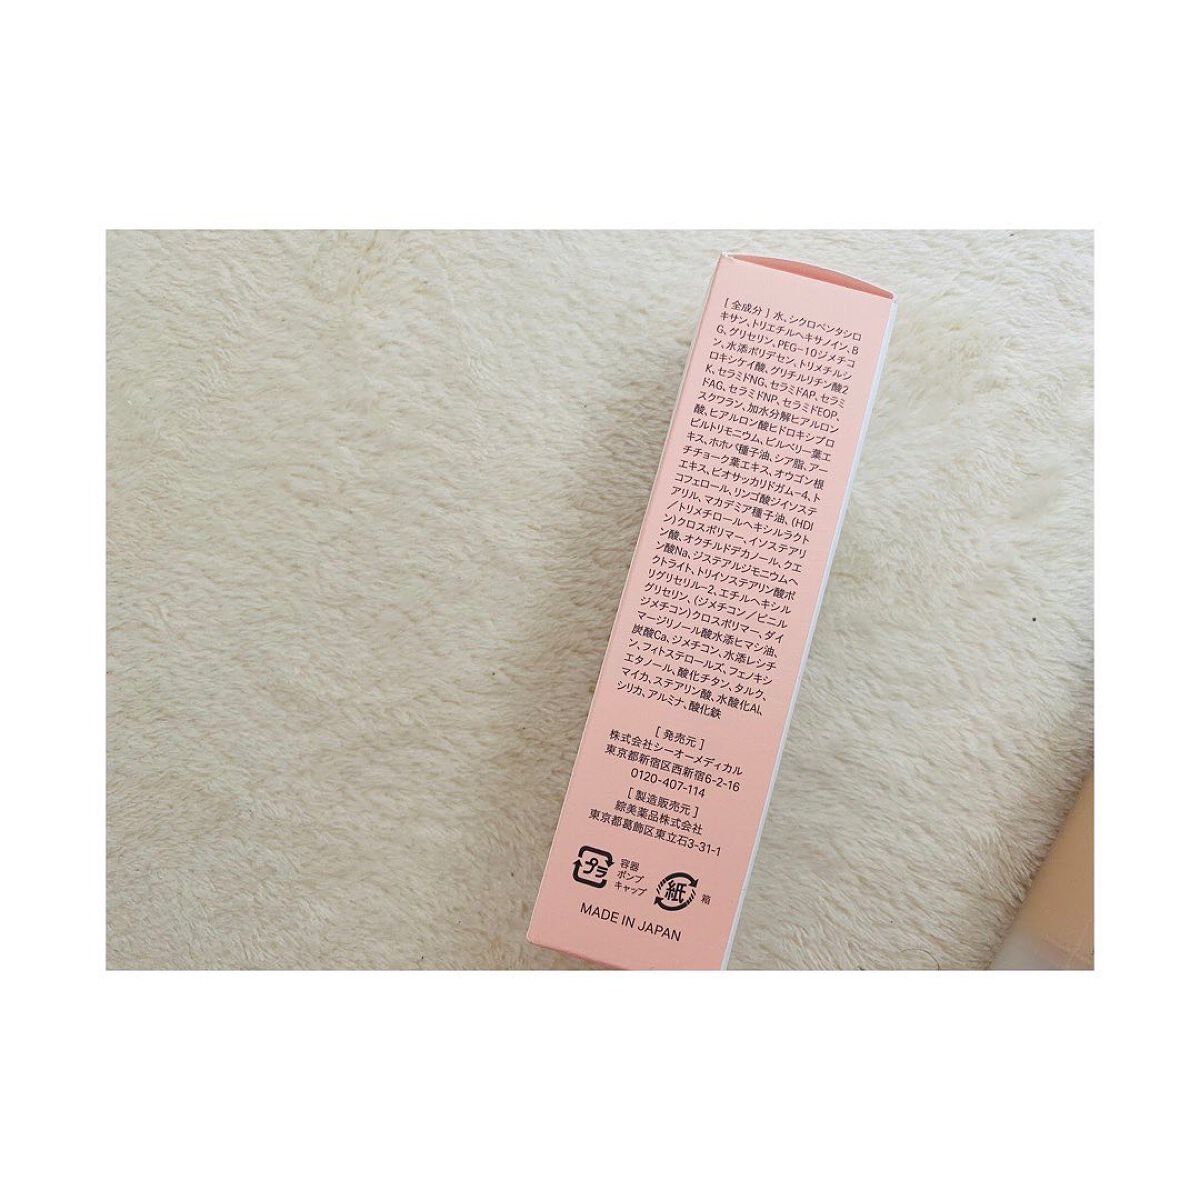 [ 全成分 ] 水、シクロペンタシロ
キサン、トリエチルヘキサノイン、B
G、グリセリン、PEG-10ジメチコ
ン、水添ポリデセン、トリメチルシ
ロキシケイ酸、グリチルリチン酸2
K、セラミドNG、セラミドAP、セラミ
ドAG、セラミドNP、セラミドEOP、
スクワラン、加水分解ヒアルロン
酸、ヒアルロン酸ヒドロキシプロ
ピルトリモニウム、ビルベリー葉エ
キス、ホホバ種子油、シア脂、アー
チチョーク葉エキス、オウゴン根
エキス、ビオサッカリドガム-4、ト
コフェロール、リンゴ酸ジイソステ
アリル、マカデミア種子油、(HDI
/トリメチロールヘキシルラクト
ン)クロスポリマー、イソステアリ
ン酸、オクチルドデカノール、クエ
ン酸Na、ジステアルジモニウムヘ
クトライト、トリイソステアリン酸ポ
リグリセリル-2、エチルヘキシル
グリセリン、(ジメチコン/ビニル
ジメチコン)クロスポリマー、ダイ
マージリノール酸水添ヒマシ油、
炭酸Ca、ジメチコン、水添レシチ
ン、フィトステロールズ、フェノキシ
エタノール、酸化チタン、タルク、
マイカ、ステアリン酸、水酸化Al、
シリカ、アルミナ、酸化鉄
[ 発売元 ]
株式会社シーオーメディカル
東京都新宿区西新宿6-2-16
0120-407-114
[ 製造販売元 ]
綜美薬品株式会社
東京都葛飾区東立石3-31-1
プラ
容器
ポンプ
キャップ
紙
箱
MADE IN JAPAN